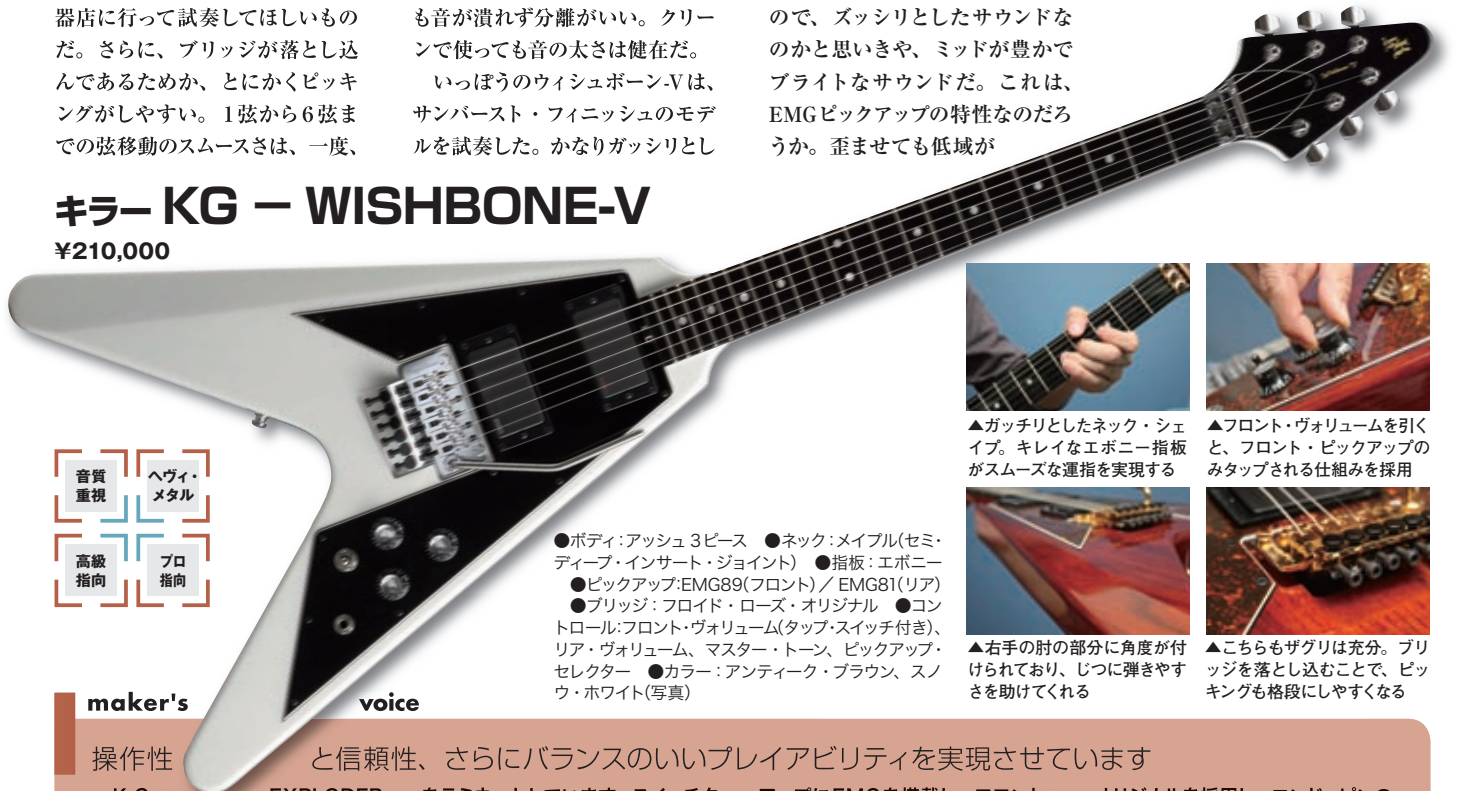 器店に行って試奏してほしいもの
だ。さらに、ブリッジが落とし込
んであるためか、とにかくピッキ
ングがしやすい。1弦から6弦ま
での弦移動のスムースさは、一度、
も音が潰れず分離がいい。クリー
ンで使っても音の太さは健在だ。
いっぽうのウィシュボーン-Vは、
サンバースト・フィニッシュのモデ
ルを試奏した。かなりガッシリとし
ので、ズッシリとしたサウンドな
のかと思いきや、ミッドが豊かで
ブライトなサウンドだ。これは、
EMGピックアップの特性なのだろ
うか。歪ませても低域が
キラー KG － WISHBONE-V
¥210,000
▲ガッチリとしたネック・シェ
イプ。キレイなエボニー指板
がスムーズな運指を実現する
▲フロント・ヴォリュームを引く
と、フロント・ピックアップの
みタップされる仕組みを採用
▲右手の肘の部分に角度が付
けられており、じつに弾きやす
さを助けてくれる
▲こちらもザグリは充分。ブリ
ッジを落とし込むことで、ピッ
キングも格段にしやすくなる
音質
重視
ヘヴィ・
メタル
高級
指向
プロ
指向
●ボディ：アッシュ3ピース　●ネック：メイプル(セミ・
ディープ・インサート・ジョイント)　●指板：エボニー
●ピックアップ:EMG89(フロント)／EMG81(リア)
●ブリッジ：フロイド・ローズ・オリジナル　●コン
トロール:フロント・ヴォリューム(タップ・スイッチ付き)、
リア・ヴォリューム、マスター・トーン、ピックアップ・
セレクター　●カラー：アンティーク・ブラウン、スノ
ウ・ホワイト(写真)
maker's voice
操作性 と信頼性、さらにバランスのいいプレイアビリティを実現させています